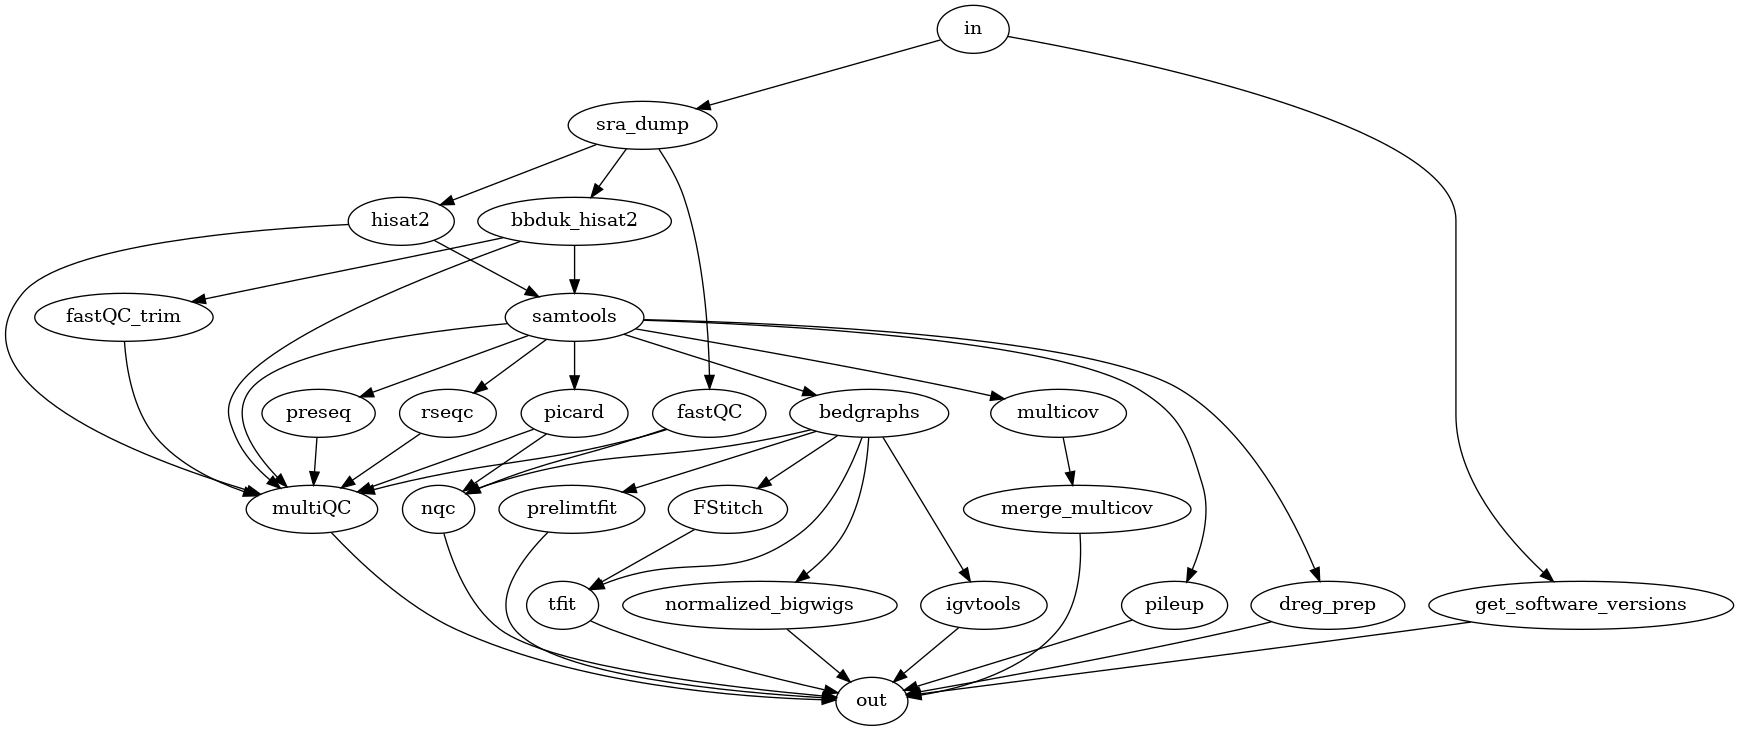 in
sra_dump
hisat2
bbduk_hisat2
fastQC_trim
samtools
preseq
rseqc
picard
fastQC
bedgraphs
multicov
multiQC
nqc
prelimtfit
FStitch
merge_multicov
tfit
normalized_bigwigs
igvtools
pileup
dreg_prep
get_software_versions
out